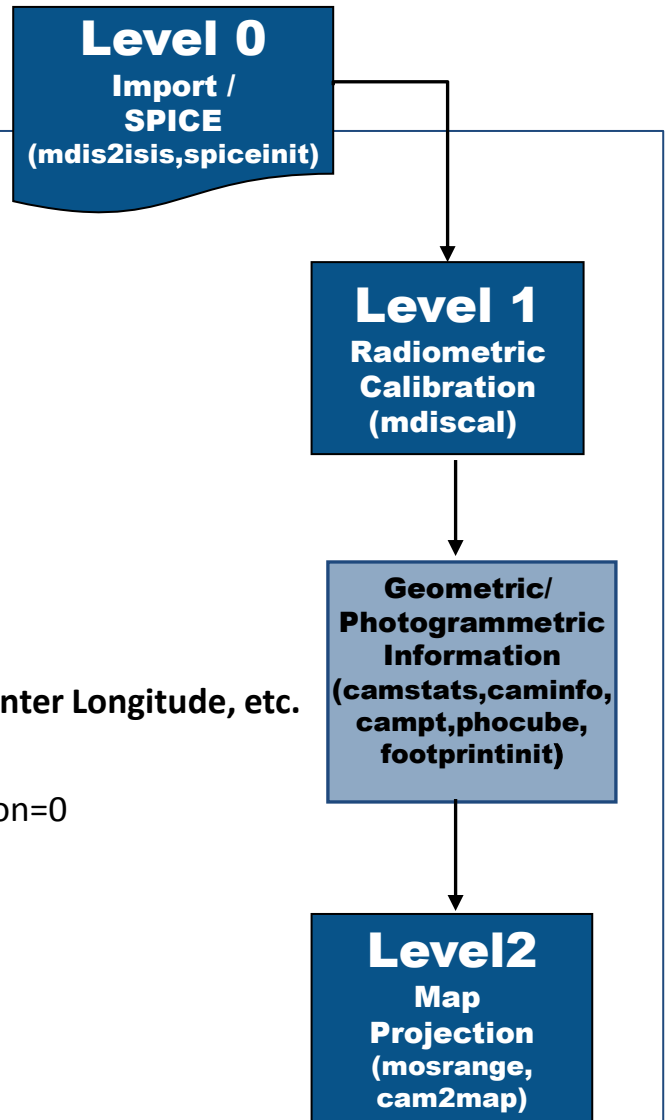 Level 0
Import /
SPICE
(mdis2isis,spiceinit)
Level 1
Radiometric
Calibration
(mdiscal)
Geometric/
Photogrammetric
Information
(camstats,caminfo,
campt,phocube,
footprintinit)
nter Longitude, etc.
on=0
Level2
Map
Projection
(mosrange,
cam2map)